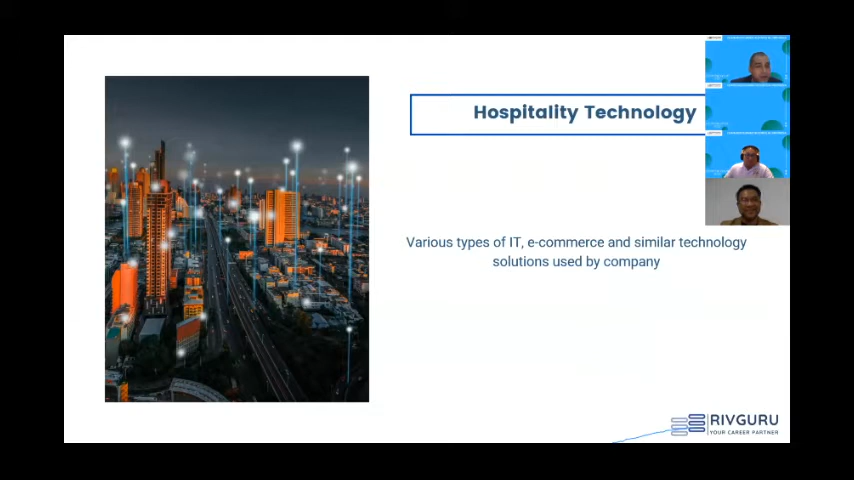 Hospitality Technology
Various types of IT, e-commerce and similar technology
solutions used by company
RIVGURU
YOUR CAREER PARTNER